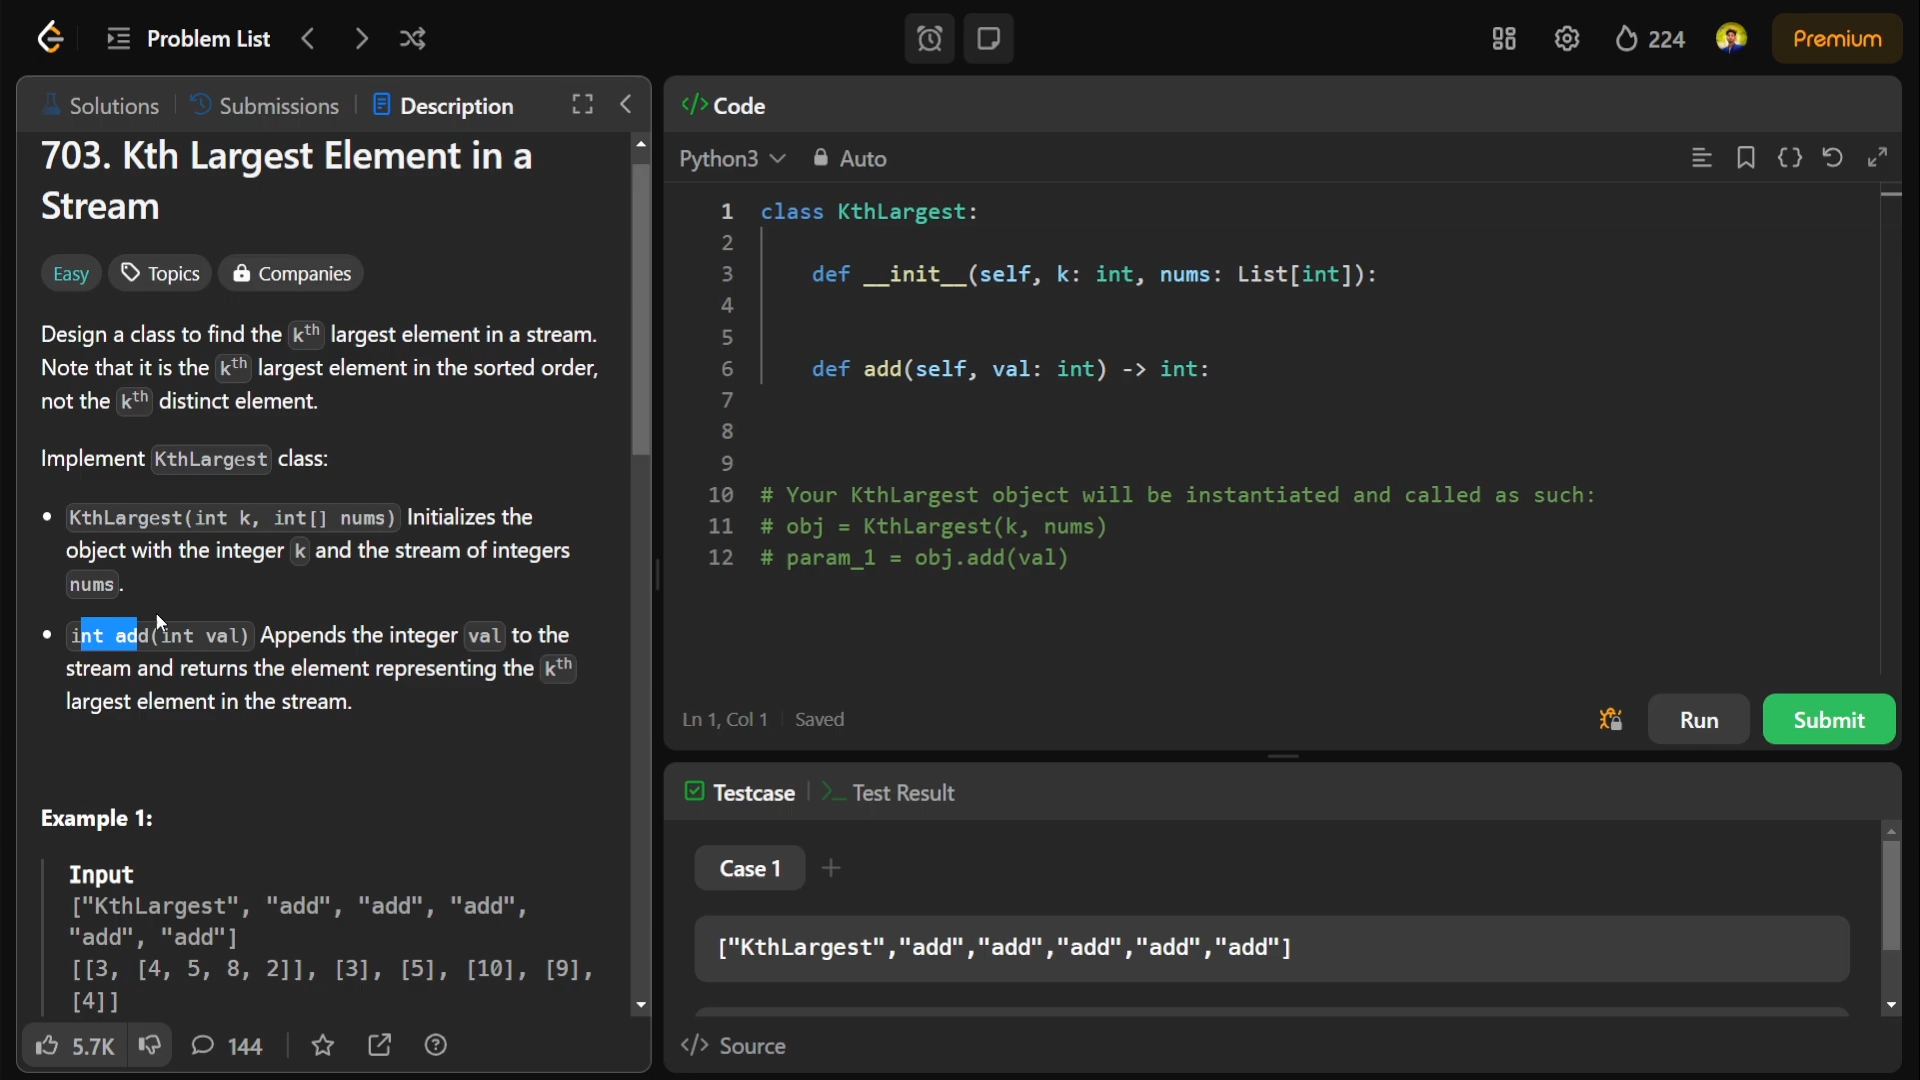 Problem List
224
Premium
Solutions
Submissions
Description
703. Kth Largest Element in a
Stream
Easy
Topics
Companies
Design a class to find the kth largest element in a stream.
Note that it is the kth largest element in the sorted order,
not the kth distinct element.
Implement KthLargest class:
• KthLargest(int k, int[] nums) Initializes the
object with the integer k and the stream of integers
nums.
• int add(int val) Appends the integer val to the
stream and returns the element representing the kth
largest element in the stream.
Example 1:
Input
["KthLargest", "add", "add", "add",
"add", "add"]
[[3, [4, 5, 8, 2]], [3], [5], [10], [9],
[4]]
5.7K
144
</> Code
Python3
Auto
1 class KthLargest:
2
3 def __init__(self, k: int, nums: List[int]):
4
5
6 def add(self, val: int) -> int:
7
8
9
10 # Your KthLargest object will be instantiated and called as such:
11 # obj = KthLargest(k, nums)
12 # param_1 = obj.add(val)
Ln 1, Col 1
Saved
Run
Submit
Testcase
>_ Test Result
Case 1
+
["KthLargest","add","add","add","add","add"]
</> Source